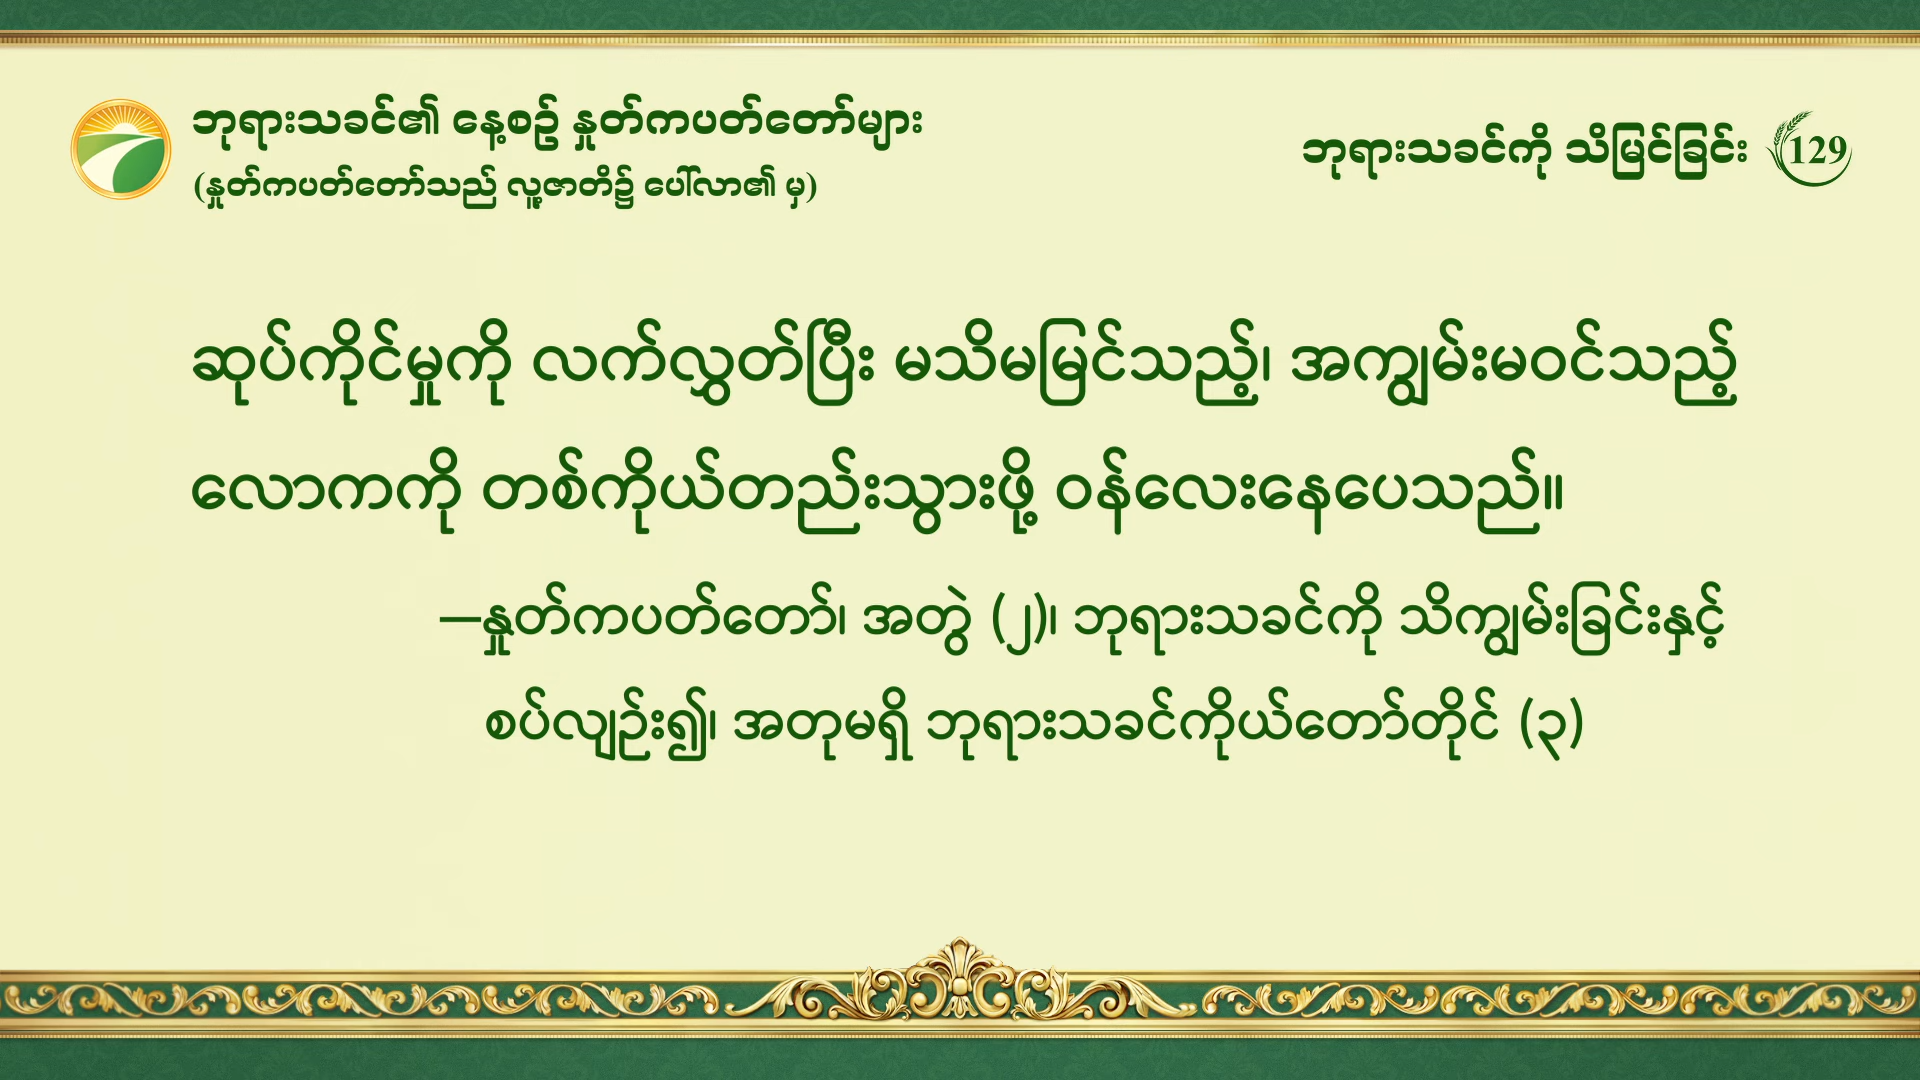 ဘုရားသခင်၏ နေ့စဉ် နှုတ်ကပတ်တော်များ
(နှုတ်ကပတ်တော်သည် လူ့ဇာတိ၌ ပေါ်လာ၏ မှ)
ဘုရားသခင်ကို သိမြင်ခြင်း 129
ဆုပ်ကိုင်မှုကို လက်လွှတ်ပြီး မသိမမြင်သည့်၊ အကျွမ်းမဝင်သည့်
လောကကို တစ်ကိုယ်တည်းသွားဖို့ ဝန်လေးနေပေသည်။
—နှုတ်ကပတ်တော်၊ အတွဲ (၂)၊ ဘုရားသခင်ကို သိကျွမ်းခြင်းနှင့်
စပ်လျဉ်း၍၊ အတုမရှိ ဘုရားသခင်ကိုယ်တော်တိုင် (၃)